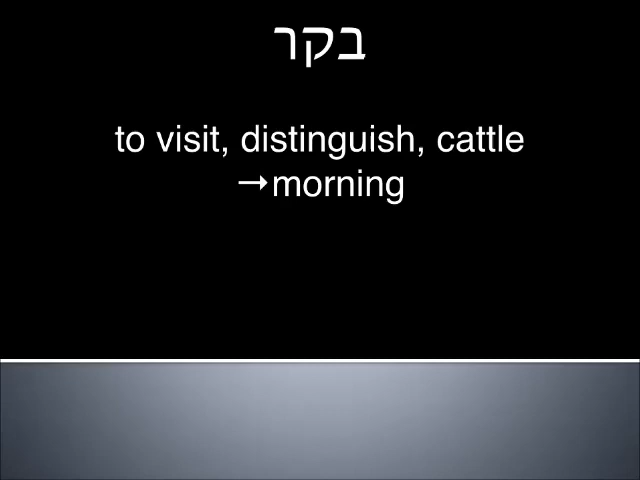 בקר
to visit, distinguish, cattle
→morning